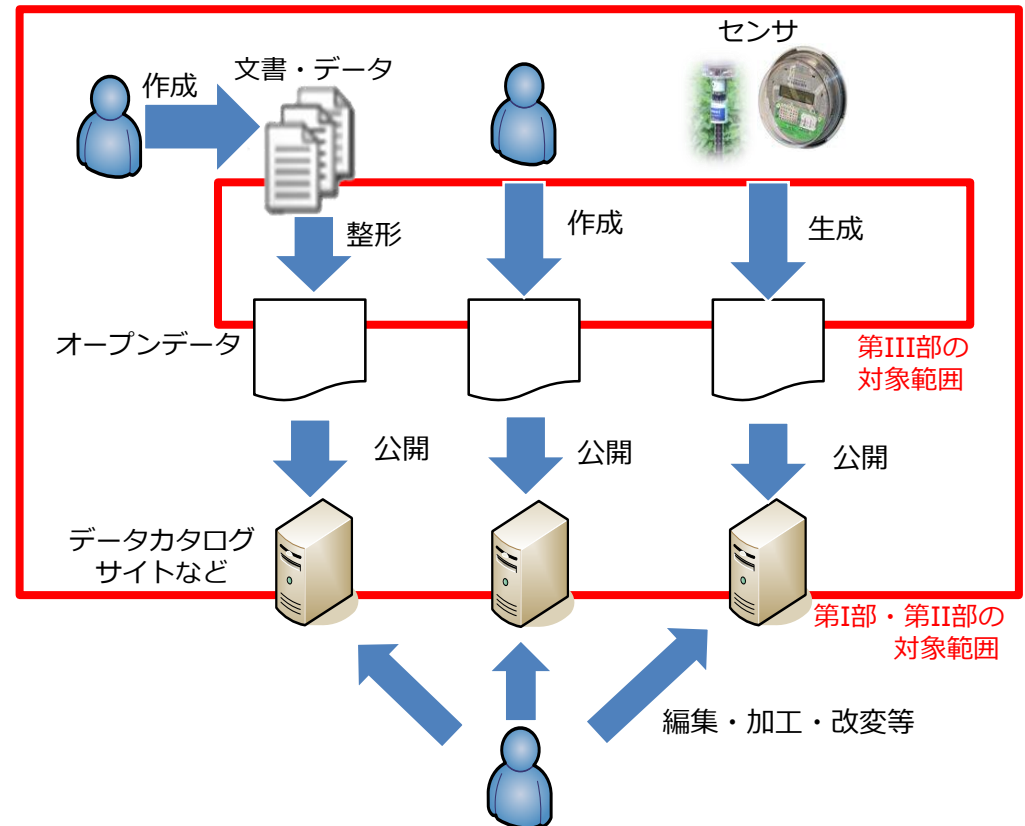 センサ
文書・データ
作成
作成
整形
生成
オープンデータ
第III部の
対象範囲
公開
公開
公開
データカタログ
サイトなど
第I部・第II部の
対象範囲
編集・加工・改変等